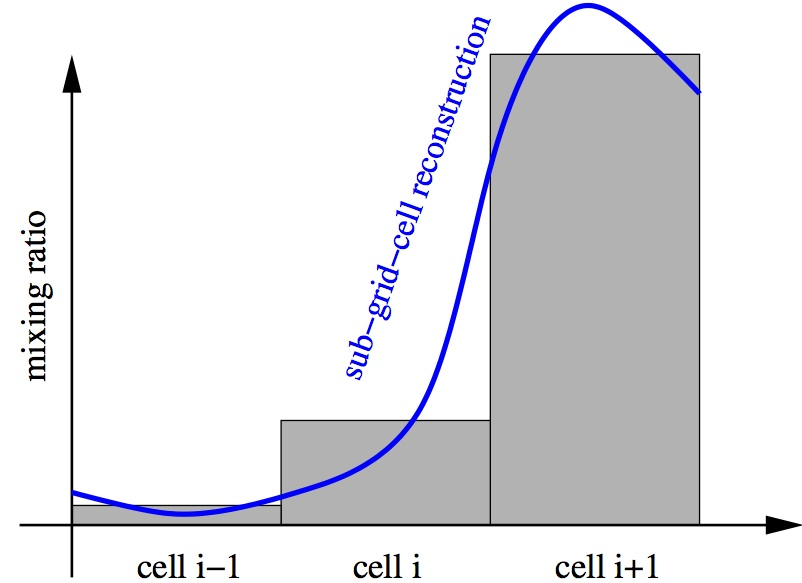 sub-grid-cell reconstruction
mixing ratio
cell i-1
cell i
cell i+1